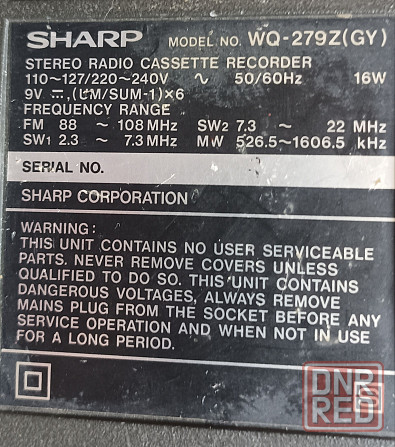 SHARP MODEL NO. WQ-279Z(GY)
STEREO RADIO CASSETTE RECORDER
110~127/220~240V ∿ 50/60Hz 16W
9V ⎓ (UM/SUM-1)×6
FREQUENCY RANGE
FM 88 ~ 108 MHz SW2 7.3 ~ 22 MHz
SW1 2.3 ~ 7.3 MHz MW 526.5~1606.5 kHz
SERIAL NO.
SHARP CORPORATION
WARNING:
THIS UNIT CONTAINS NO USER SERVICEABLE
PARTS. NEVER REMOVE COVERS UNLESS
QUALIFIED TO DO SO. THIS UNIT CONTAINS
DANGEROUS VOLTAGES, ALWAYS REMOVE
MAINS PLUG FROM THE SOCKET BEFORE ANY
SERVICE OPERATION AND WHEN NOT IN USE
FOR A LONG PERIOD.
DNR
RED